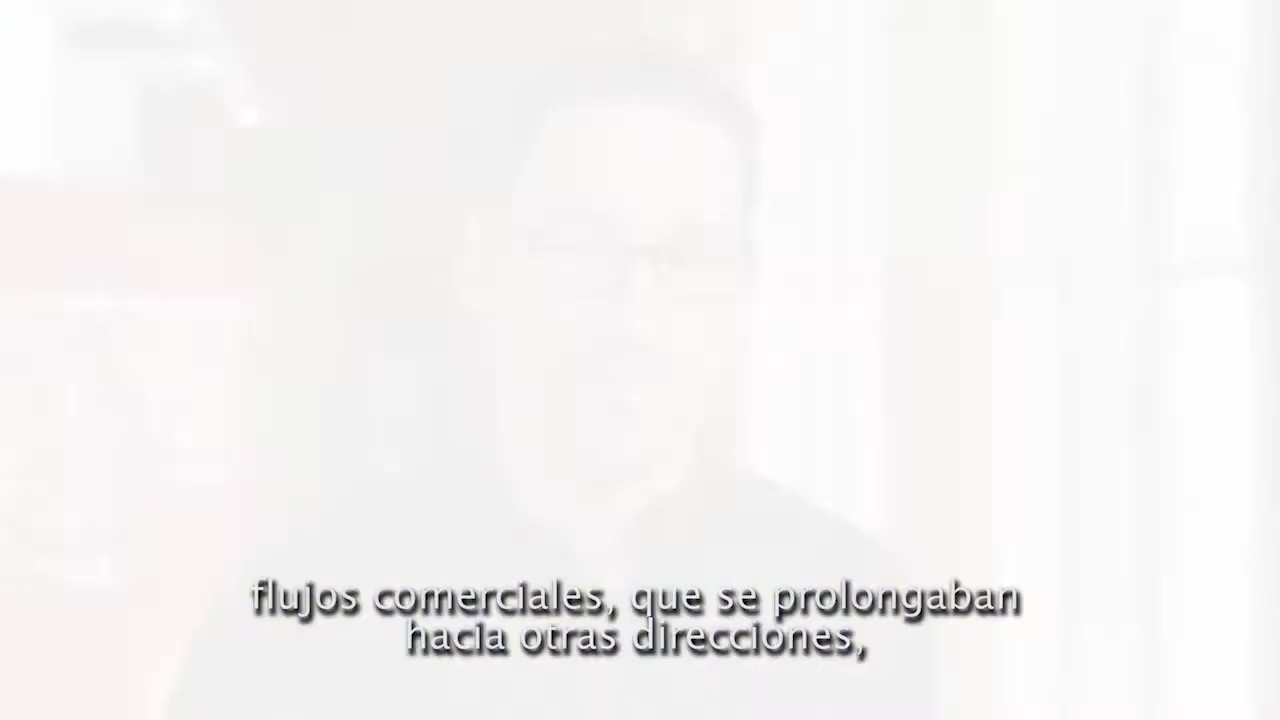 flujos comerciales, que se prolongaban
hacia otras direcciones,